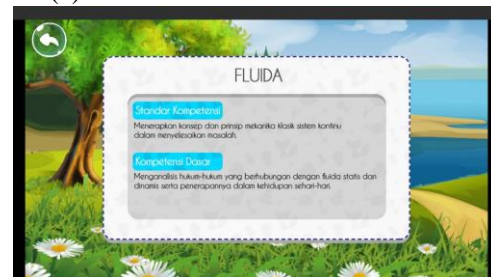 FLUIDA
Standar Kompetensi
Menerapkan konsep dan prinsip mekanika klasik sistem kontinu
dalam menyelesaikan masalah.
Kompetensi Dasar
Menganalisis hukum-hukum yang berhubungan dengan fluida statis dan
dinamis serta penerapannya dalam kehidupan sehari-hari.